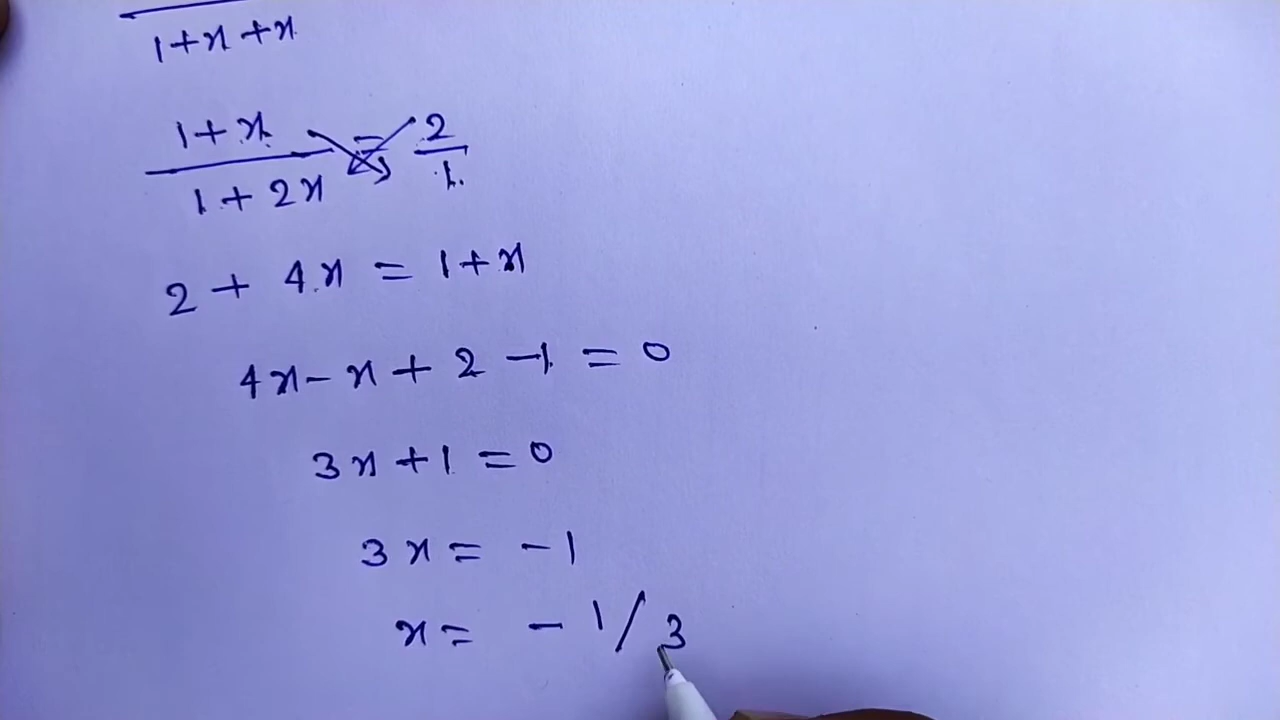 1+x+x
1+x = 2
1+2x 1.
2 + 4x = 1+x
4x - x + 2 - 1 = 0
3x + 1 = 0
3x = -1
x = -1/3